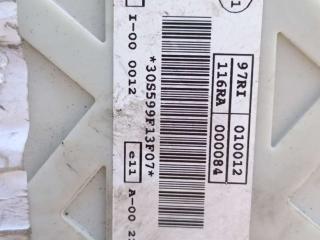 97RI 010012
116RA 000084
*30S599F13F07*
I-00 0012 e11 A-00